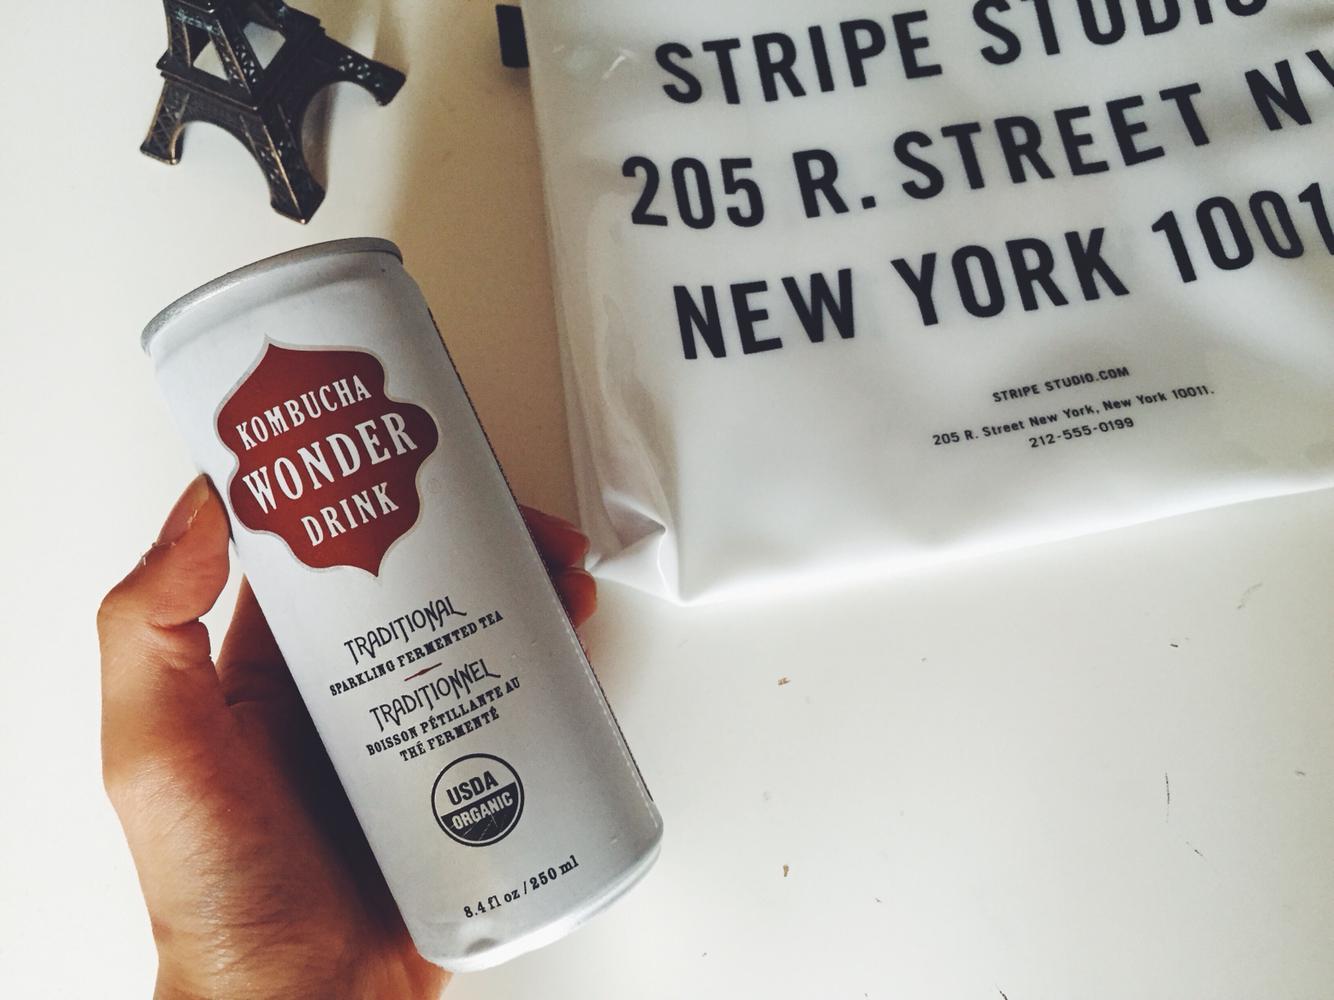 STRIPE STUDIO
205 R. STREET NY
NEW YORK 1001
STRIPE STUDIO.COM
205 R. Street New York, New York 10011.
212-555-0199
KOMBUCHA
WONDER
DRINK
TRADITIONAL
SPARKLING FERMENTED TEA
TRADITIONNEL
BOISSON PÉTILLANTE AU
THÉ FERMENTÉ
USDA
ORGANIC
8.4 fl oz / 250 ml